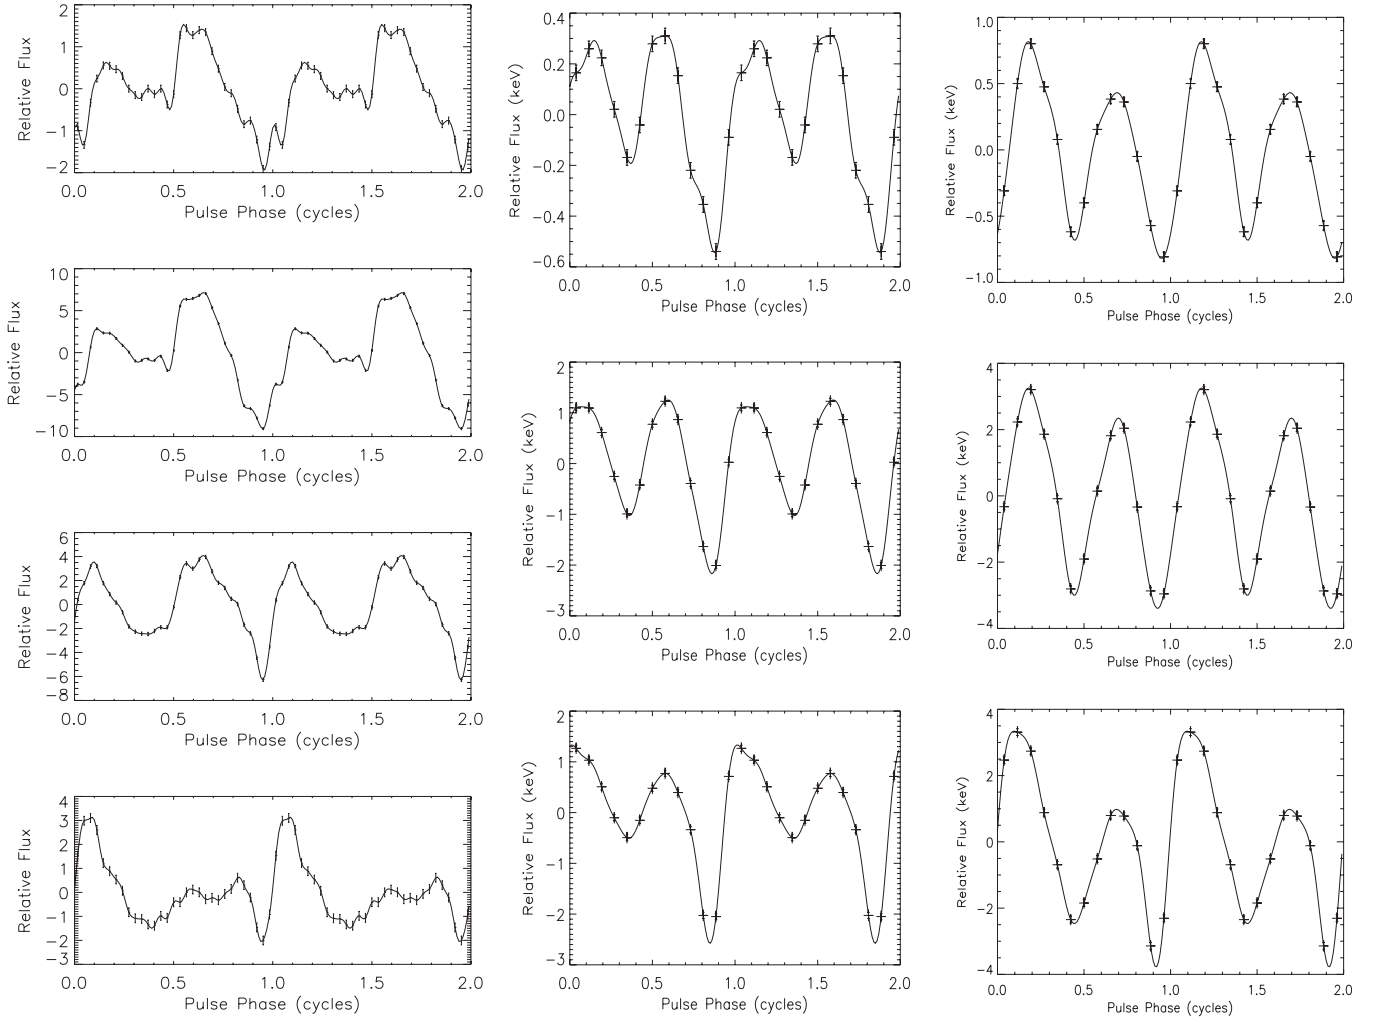 2
1
0
−1
−2
0.0 0.5 1.0 1.5 2.0
Pulse Phase (cycles)
Relative Flux
10
5
0
−5
−10
0.0 0.5 1.0 1.5 2.0
Pulse Phase (cycles)
Relative Flux
6
4
2
0
−2
−4
−6
−8
0.0 0.5 1.0 1.5 2.0
Pulse Phase (cycles)
Relative Flux
4
3
2
1
0
−1
−2
−3
0.0 0.5 1.0 1.5 2.0
Pulse Phase (cycles)
Relative Flux
0.4
0.2
0.0
−0.2
−0.4
−0.6
0.0 0.5 1.0 1.5 2.0
Pulse Phase (cycles)
Relative Flux (keV)
2
1
0
−1
−2
−3
0.0 0.5 1.0 1.5 2.0
Pulse Phase (cycles)
Relative Flux (keV)
2
1
0
−1
−2
−3
0.0 0.5 1.0 1.5 2.0
Pulse Phase (cycles)
Relative Flux (keV)
1.0
0.5
0.0
−0.5
−1.0
0.0 0.5 1.0 1.5 2.0
Pulse Phase (cycles)
Relative Flux (keV)
4
2
0
−2
−4
0.0 0.5 1.0 1.5 2.0
Pulse Phase (cycles)
Relative Flux (keV)
4
2
0
−2
−4
0.0 0.5 1.0 1.5 2.0
Pulse Phase (cycles)
Relative Flux (keV)